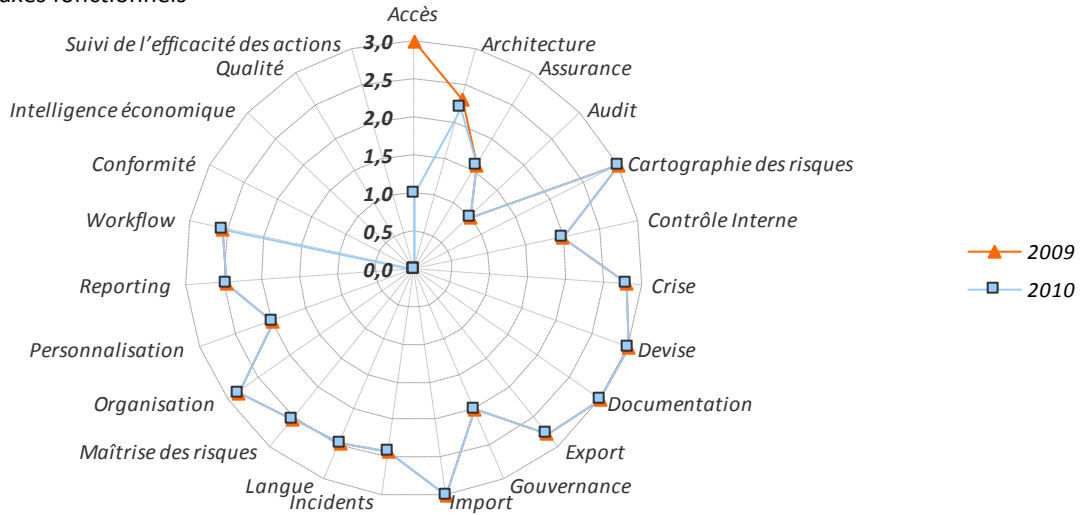 axes fonctionnels
Accès
Suivi de l'efficacité des actions
3,0
Architecture
Qualité
2,5
Assurance
Intelligence économique
2,0
Audit
Conformité
1,5
Cartographie des risques
Workflow
1,0
Contrôle Interne
0,5
Reporting
0,0
Crise
Personnalisation
Devise
Organisation
Documentation
Maîtrise des risques
Export
Langue
Gouvernance
Incidents
Import
2009
2010